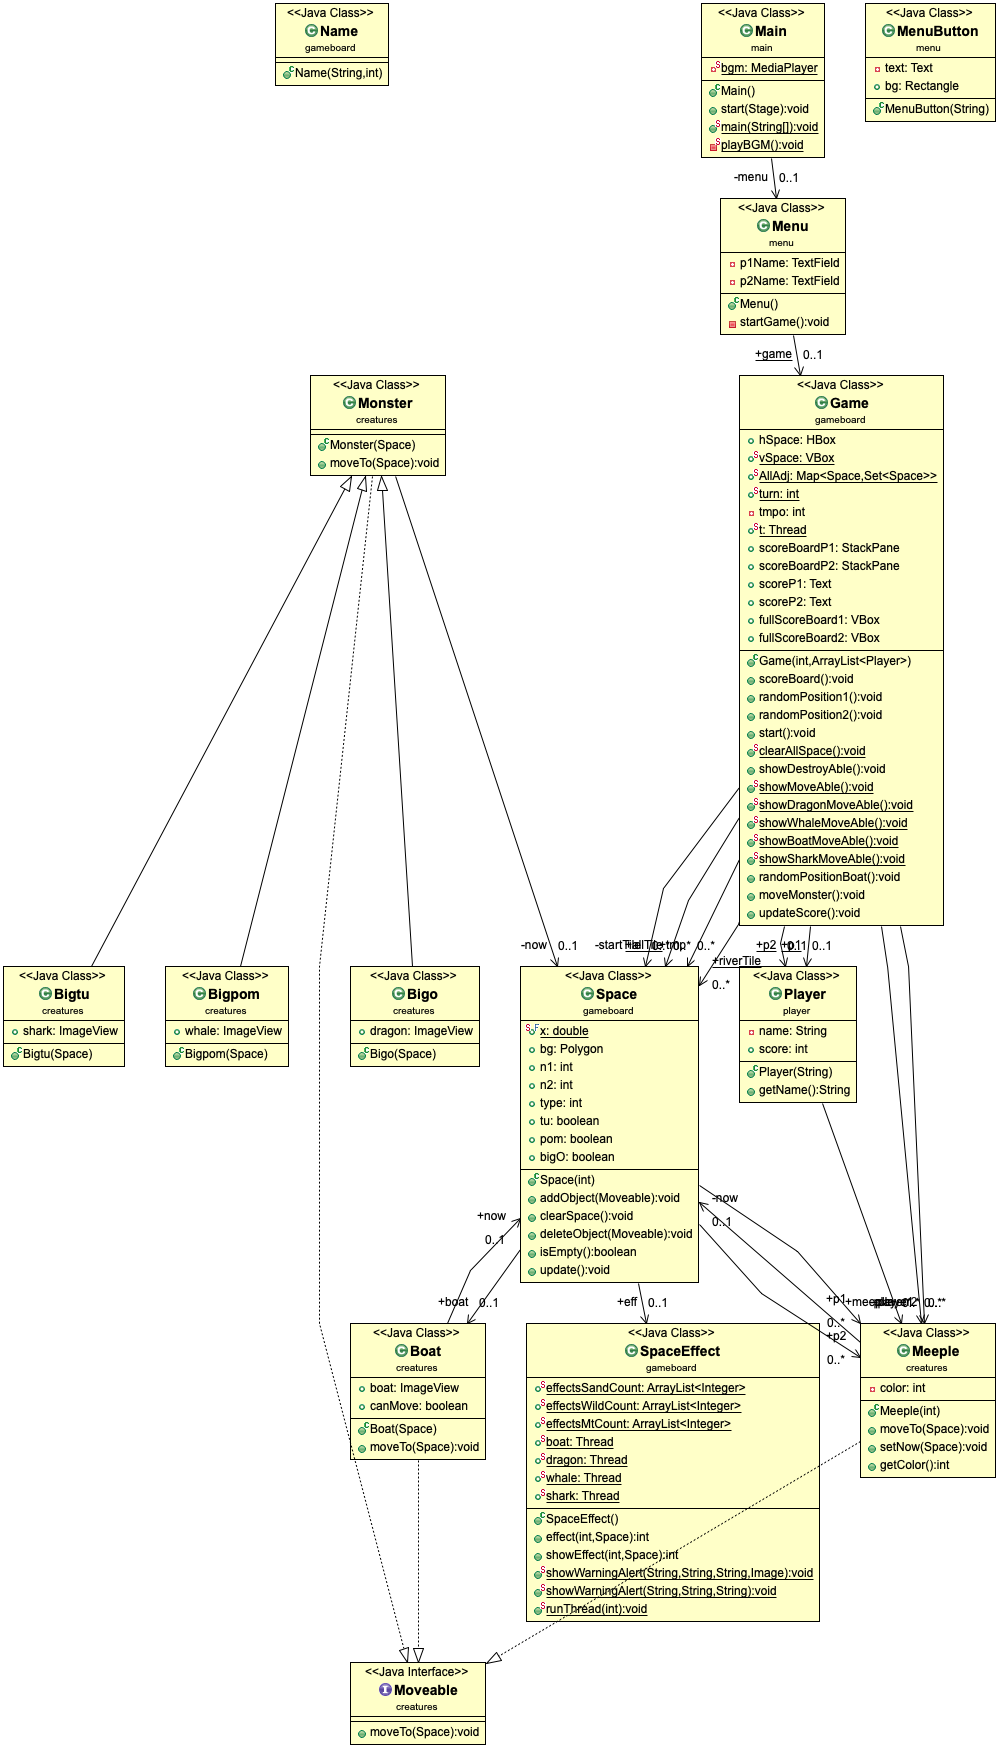 <<Java Class>>
Name
gameboard
Name(String,int)
<<Java Class>>
Main
main
bgm: MediaPlayer
Main()
start(Stage):void
main(String[]):void
playBGM():void
<<Java Class>>
MenuButton
menu
text: Text
bg: Rectangle
MenuButton(String)
-menu 0..1
<<Java Class>>
Menu
menu
p1Name: TextField
p2Name: TextField
Menu()
startGame():void
+game 0..1
<<Java Class>>
Monster
creatures
Monster(Space)
moveTo(Space):void
<<Java Class>>
Game
gameboard
hSpace: HBox
vSpace: VBox
AllAdj: Map<Space,Set<Space>>
turn: int
tmpo: int
t: Thread
scoreBoardP1: StackPane
scoreBoardP2: StackPane
scoreP1: Text
scoreP2: Text
fullScoreBoard1: VBox
fullScoreBoard2: VBox
Game(int,ArrayList<Player>)
scoreBoard():void
randomPosition1():void
randomPosition2():void
start():void
clearAllSpace():void
showDestroyAble():void
showMoveAble():void
showDragonMoveAble():void
showWhaleMoveAble():void
showBoatMoveAble():void
showSharkMoveAble():void
randomPositionBoat():void
moveMonster():void
updateScore():void
-now 0..1
0..*
+riverTile
0..*
+p2
+p1
0..1
<<Java Class>>
Bigtu
creatures
shark: ImageView
Bigtu(Space)
<<Java Class>>
Bigpom
creatures
whale: ImageView
Bigpom(Space)
<<Java Class>>
Bigo
creatures
dragon: ImageView
Bigo(Space)
<<Java Class>>
Space
gameboard
x: double
bg: Polygon
n1: int
n2: int
type: int
tu: boolean
pom: boolean
bigO: boolean
Space(int)
addObject(Moveable):void
clearSpace():void
deleteObject(Moveable):void
isEmpty():boolean
update():void
<<Java Class>>
Player
player
name: String
score: int
Player(String)
getName():String
+now
0..1
-now
0..1
+boat 0..1
+eff 0..1
+p1
0..*
+p2
0..*
<<Java Class>>
Boat
creatures
boat: ImageView
canMove: boolean
Boat(Space)
moveTo(Space):void
<<Java Class>>
SpaceEffect
gameboard
effectsSandCount: ArrayList<Integer>
effectsWildCount: ArrayList<Integer>
effectsMtCount: ArrayList<Integer>
boat: Thread
dragon: Thread
whale: Thread
shark: Thread
SpaceEffect()
effect(int,Space):int
showEffect(int,Space):int
showWarningAlert(String,String,String,Image):void
showWarningAlert(String,String,String):void
runThread(int):void
<<Java Class>>
Meeple
creatures
color: int
Meeple(int)
moveTo(Space):void
setNow(Space):void
getColor():int
<<Java Interface>>
Moveable
creatures
moveTo(Space):void